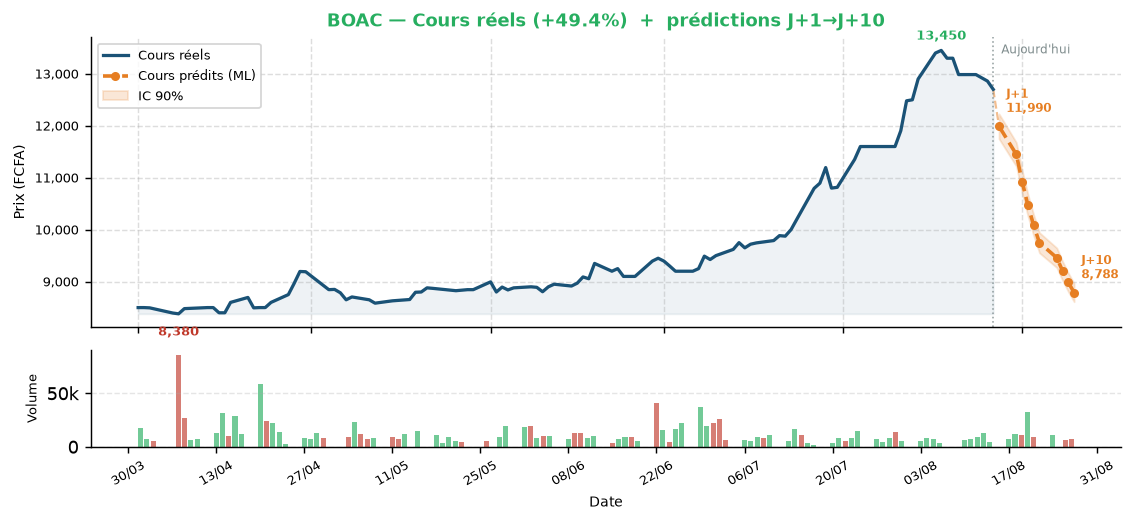 BOAC — Cours réels (+49.4%)  +  prédictions J+1→J+10
Cours réels
Cours prédits (ML)
IC 90%
13,450
Aujourd'hui
J+1
11,990
J+10
8,788
8,380
Prix (FCFA)
13,000
12,000
11,000
10,000
9,000
Volume
50k
0
30/03
13/04
27/04
11/05
25/05
08/06
22/06
06/07
20/07
03/08
17/08
31/08
Date